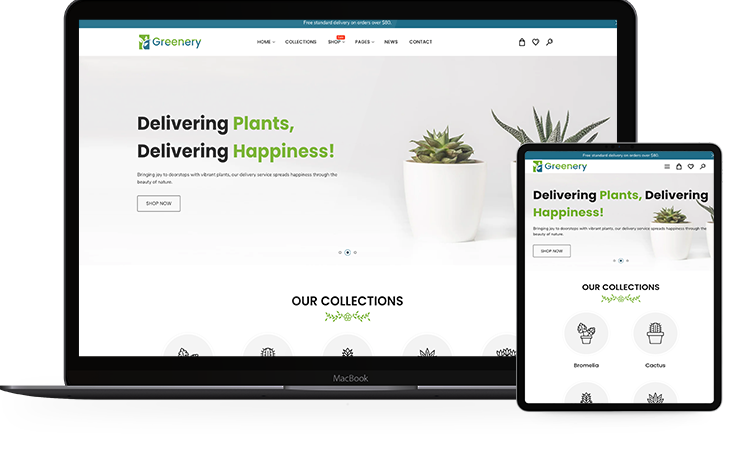 Free standard delivery on orders over $80.
Greenery
HOME COLLECTIONS SHOP PAGES NEWS CONTACT
Delivering Plants,
Delivering Happiness!
Bringing joy to doorsteps with vibrant plants, our delivery service spreads happiness through the
beauty of nature.
SHOP NOW
OUR COLLECTIONS
MacBook
Free standard delivery on orders over $80.
Greenery
Delivering Plants, Delivering
Happiness!
Bringing joy to doorsteps with vibrant plants, our delivery service spreads happiness through the
beauty of nature.
SHOP NOW
OUR COLLECTIONS
Bromelia Cactus